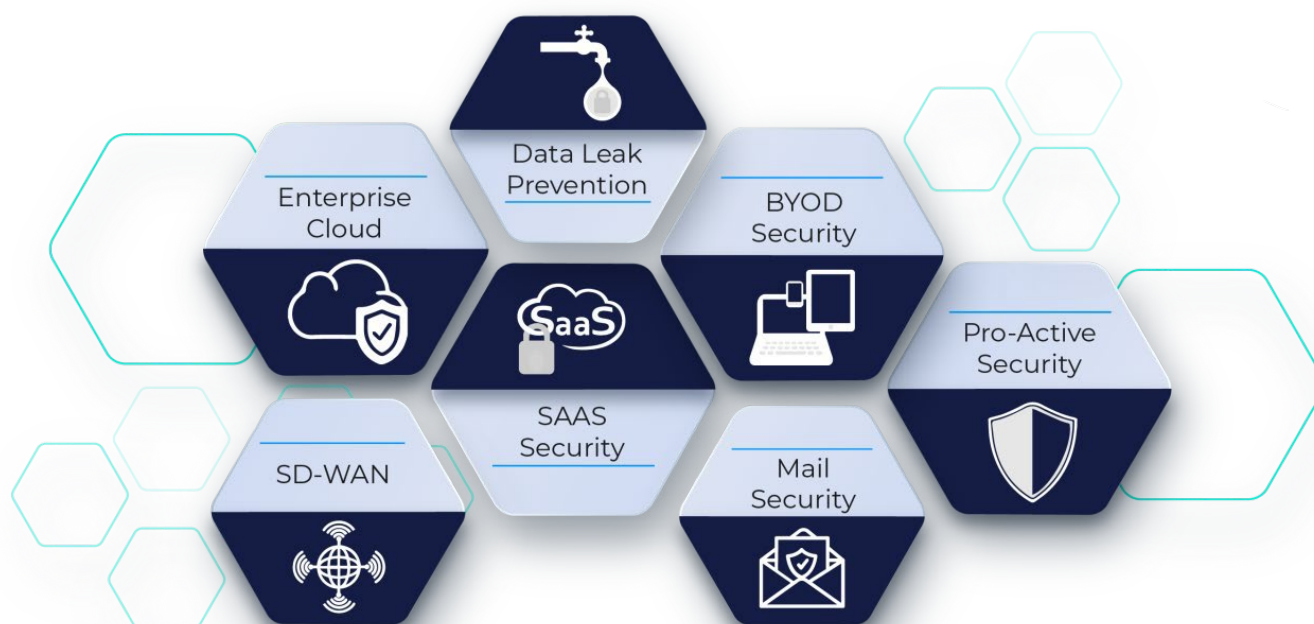 Data Leak
Prevention
Enterprise
Cloud
BYOD
Security
SaaS
Pro-Active
Security
SAAS
Security
SD-WAN
Mail
Security